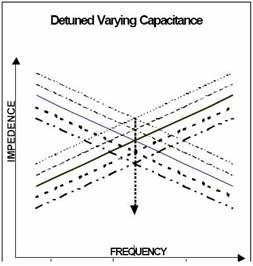 Detuned Varying Capacitance
IMPEDENCE
FREQUENCY